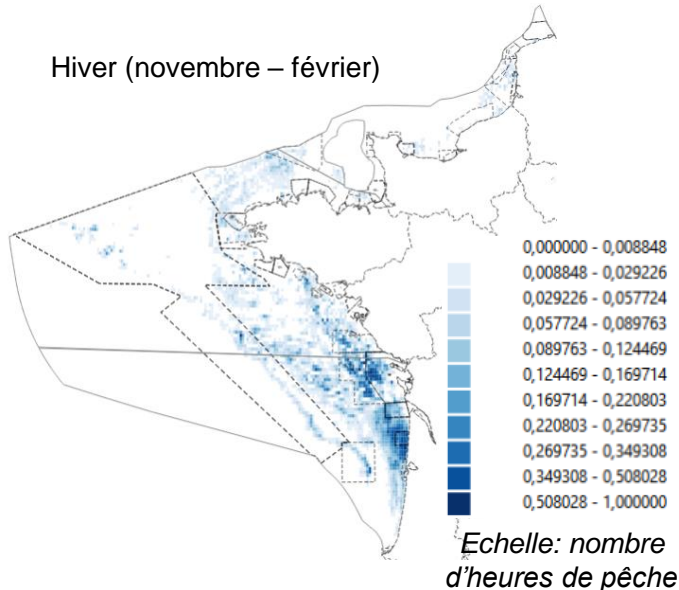 Hiver (novembre – février)
0,000000 - 0,008848
0,008848 - 0,029226
0,029226 - 0,057724
0,057724 - 0,089763
0,089763 - 0,124469
0,124469 - 0,169714
0,169714 - 0,220803
0,220803 - 0,269735
0,269735 - 0,349308
0,349308 - 0,508028
0,508028 - 1,000000
Echelle: nombre
d'heures de pêche